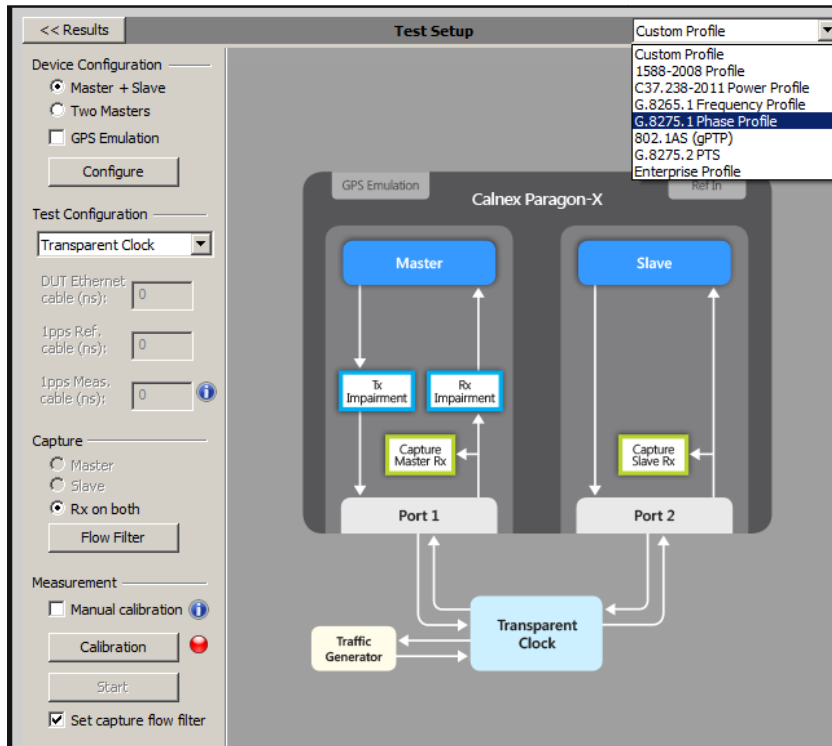 << Results
Test Setup
Custom Profile
Custom Profile
1588-2008 Profile
C37.238-2011 Power Profile
G.8265.1 Frequency Profile
G.8275.1 Phase Profile
802.1AS (gPTP)
G.8275.2 PTS
Enterprise Profile
Device Configuration
Master + Slave
Two Masters
GPS Emulation
Configure
Test Configuration
Transparent Clock
DUT Ethernet
cable (ns):
0
1pps Ref.
cable (ns):
0
1pps Meas.
cable (ns):
0
Capture
Master
Slave
Rx on both
Flow Filter
Measurement
Manual calibration
Calibration
Start
Set capture flow filter
GPS Emulation
Ref In
Calnex Paragon-X
Master
Slave
Tx
Impairment
Rx
Impairment
Capture
Master Rx
Capture
Slave Rx
Port 1
Port 2
Transparent
Clock
Traffic
Generator